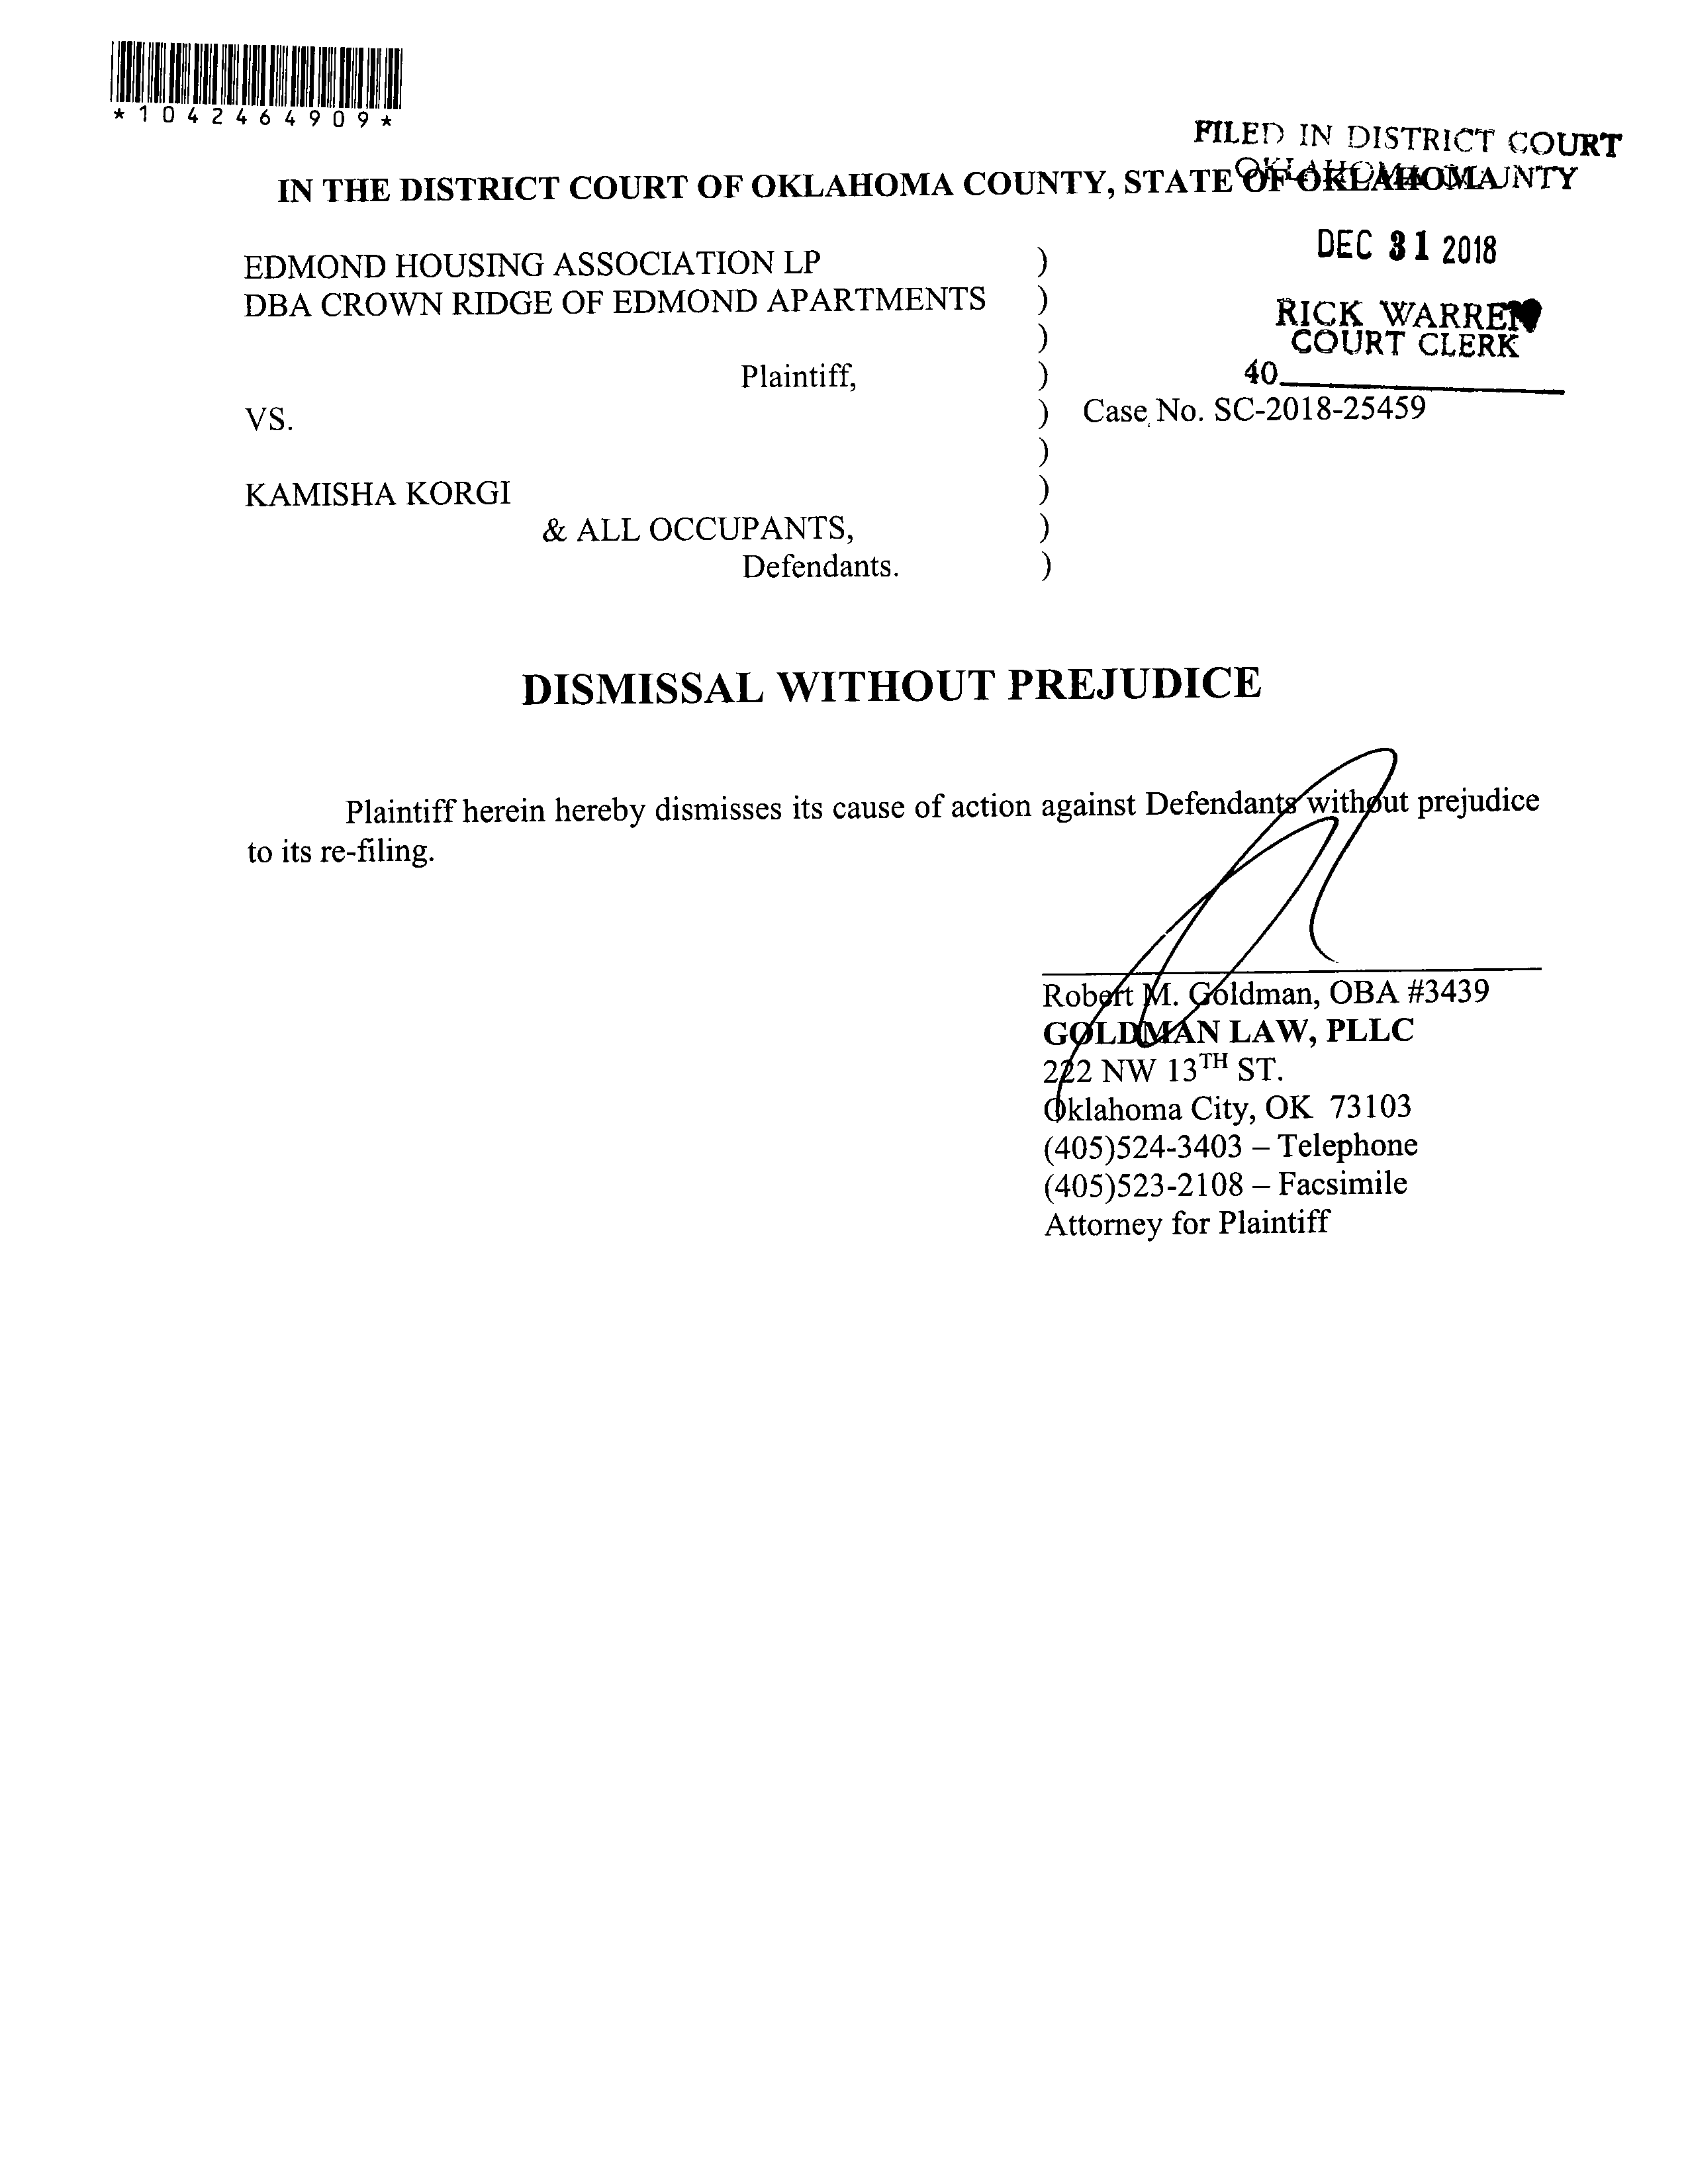 *1042464909*
FILED IN DISTRICT COURT
OKLAHOMA COUNTY
IN THE DISTRICT COURT OF OKLAHOMA COUNTY, STATE OF OKLAHOMA
DEC 31 2018
EDMOND HOUSING ASSOCIATION LP )
DBA CROWN RIDGE OF EDMOND APARTMENTS )
RICK WARREN
COURT CLERK
)
Plaintiff, )
40
VS. ) Case No. SC-2018-25459
)
KAMISHA KORGI )
& ALL OCCUPANTS, )
Defendants. )
DISMISSAL WITHOUT PREJUDICE
Plaintiff herein hereby dismisses its cause of action against Defendants without prejudice
to its re-filing.
Robert M. Goldman, OBA #3439
GOLDMAN LAW, PLLC
222 NW 13TH ST.
Oklahoma City, OK 73103
(405)524-3403 – Telephone
(405)523-2108 – Facsimile
Attorney for Plaintiff